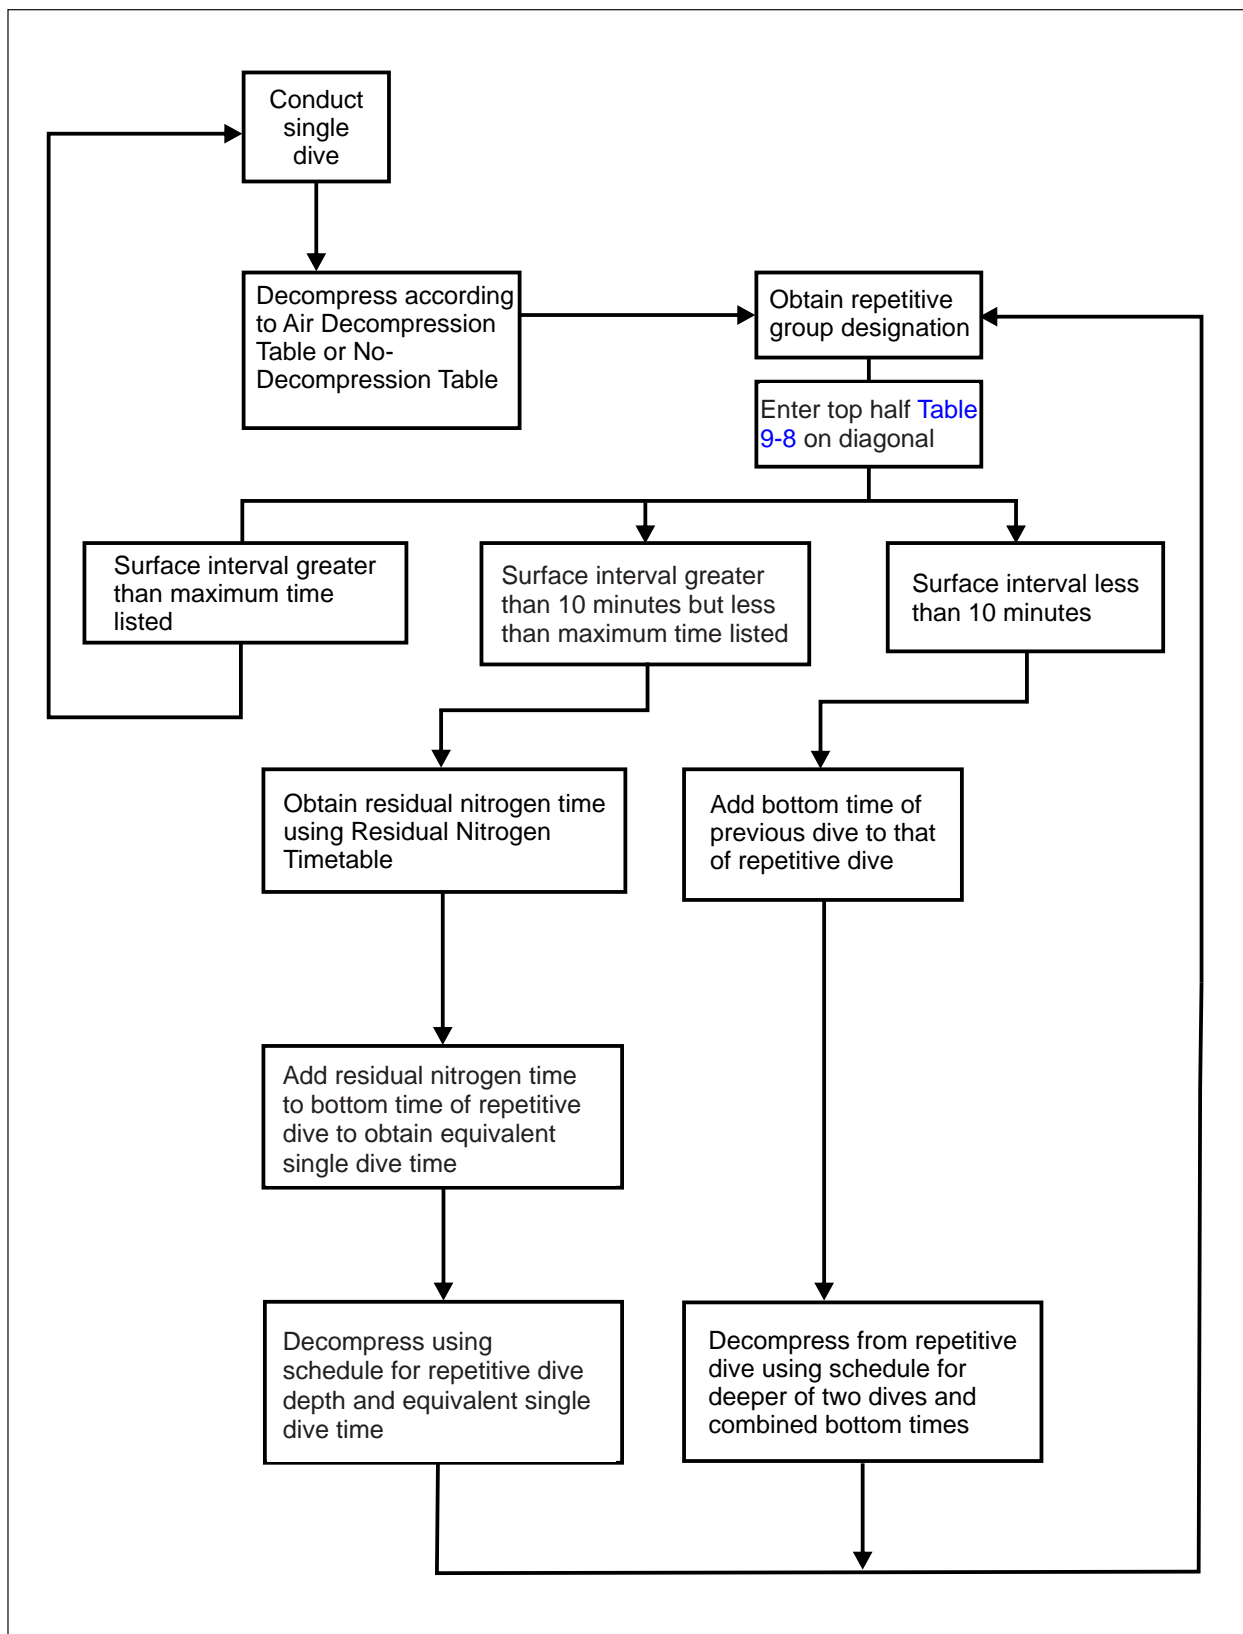 Conduct
single
dive
Decompress according
to Air Decompression
Table or No-
Decompression Table
Obtain repetitive
group designation
Enter top half Table
9-8 on diagonal
Surface interval greater
than maximum time
listed
Surface interval greater
than 10 minutes but less
than maximum time listed
Surface interval less
than 10 minutes
Obtain residual nitrogen time
using Residual Nitrogen
Timetable
Add bottom time of
previous dive to that
of repetitive dive
Add residual nitrogen time
to bottom time of repetitive
dive to obtain equivalent
single dive time
Decompress using
schedule for repetitive dive
depth and equivalent single
dive time
Decompress from repetitive
dive using schedule for
deeper of two dives and
combined bottom times